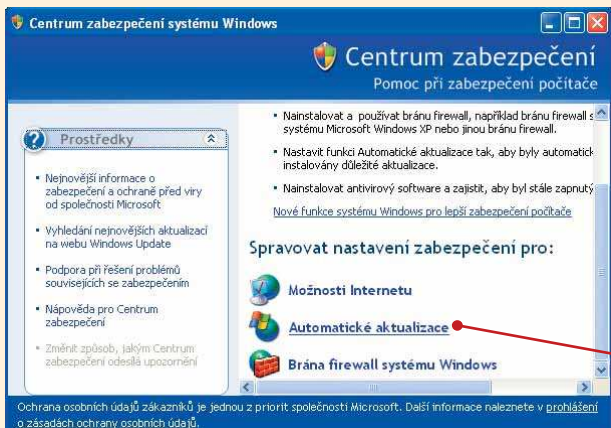 Centrum zabezpečení systému Windows
Centrum zabezpečení
Pomoc při zabezpečení počítače
Prostředky
Nejnovější informace o
zabezpečení a ochraně před viry
od společnosti Microsoft
Vyhledání nejnovějších aktualizací
na webu Windows Update
Podpora při řešení problémů
souvisejících se zabezpečením
Nápověda pro Centrum
zabezpečení
Změnit způsob, jakým Centrum
zabezpečení odesílá upozornění
Nainstalovat a používat bránu firewall, například bránu firewall s
systému Microsoft Windows XP nebo jinou bránu firewall.
Nastavit funkci Automatické aktualizace tak, aby byly automatick
instalovány důležité aktualizace.
Nainstalovat antivirový software a zajistit, aby byl stále zapnutý
Nové funkce systému Windows pro lepší zabezpečení počítače
Spravovat nastavení zabezpečení pro:
Možnosti Internetu
Automatické aktualizace
Brána firewall systému Windows
Ochrana osobních údajů zákazníků je jednou z priorit společnosti Microsoft. Další informace naleznete v prohlášení
o zásadách ochrany osobních údajů.